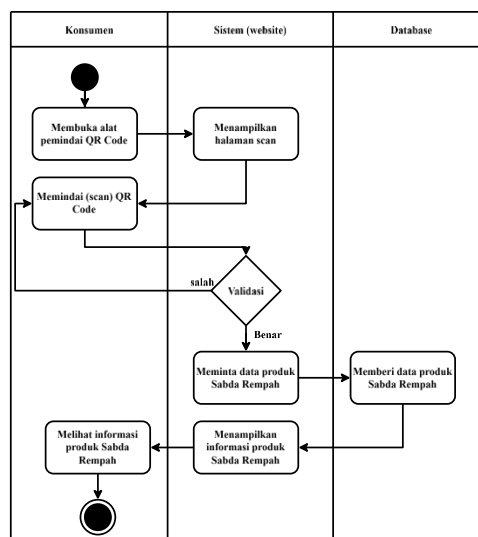 Konsumen
Sistem (website)
Database
Membuka alat
pemindai QR Code
Menampilkan
halaman scan
Memindai (scan) QR
Code
salah
Validasi
Benar
Meminta data produk
Sabda Rempah
Memberi data produk
Sabda Rempah
Melihat informasi
produk Sabda
Rempah
Menampilkan
informasi produk
Sabda Rempah